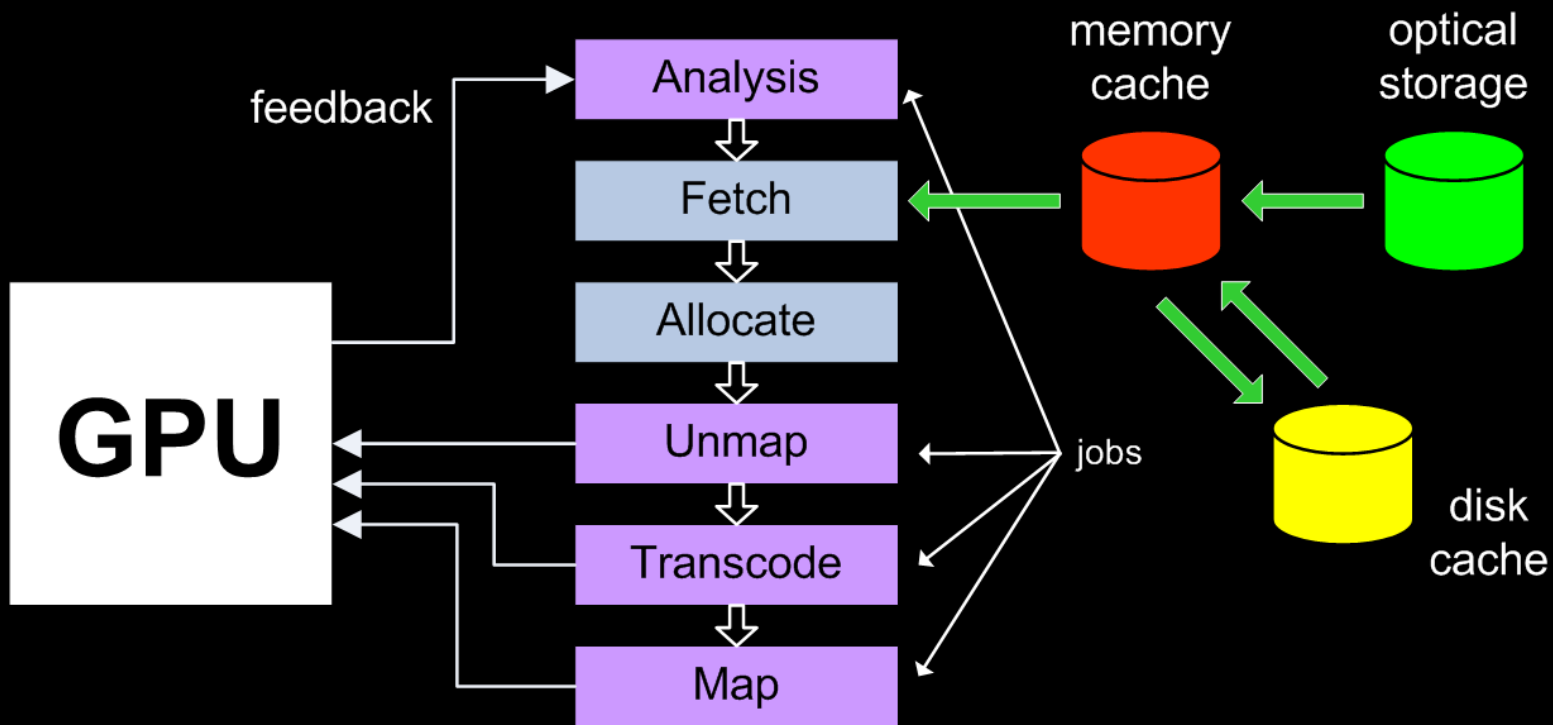 feedback
GPU
Analysis
Fetch
Allocate
Unmap
Transcode
Map
jobs
memory
cache
optical
storage
disk
cache